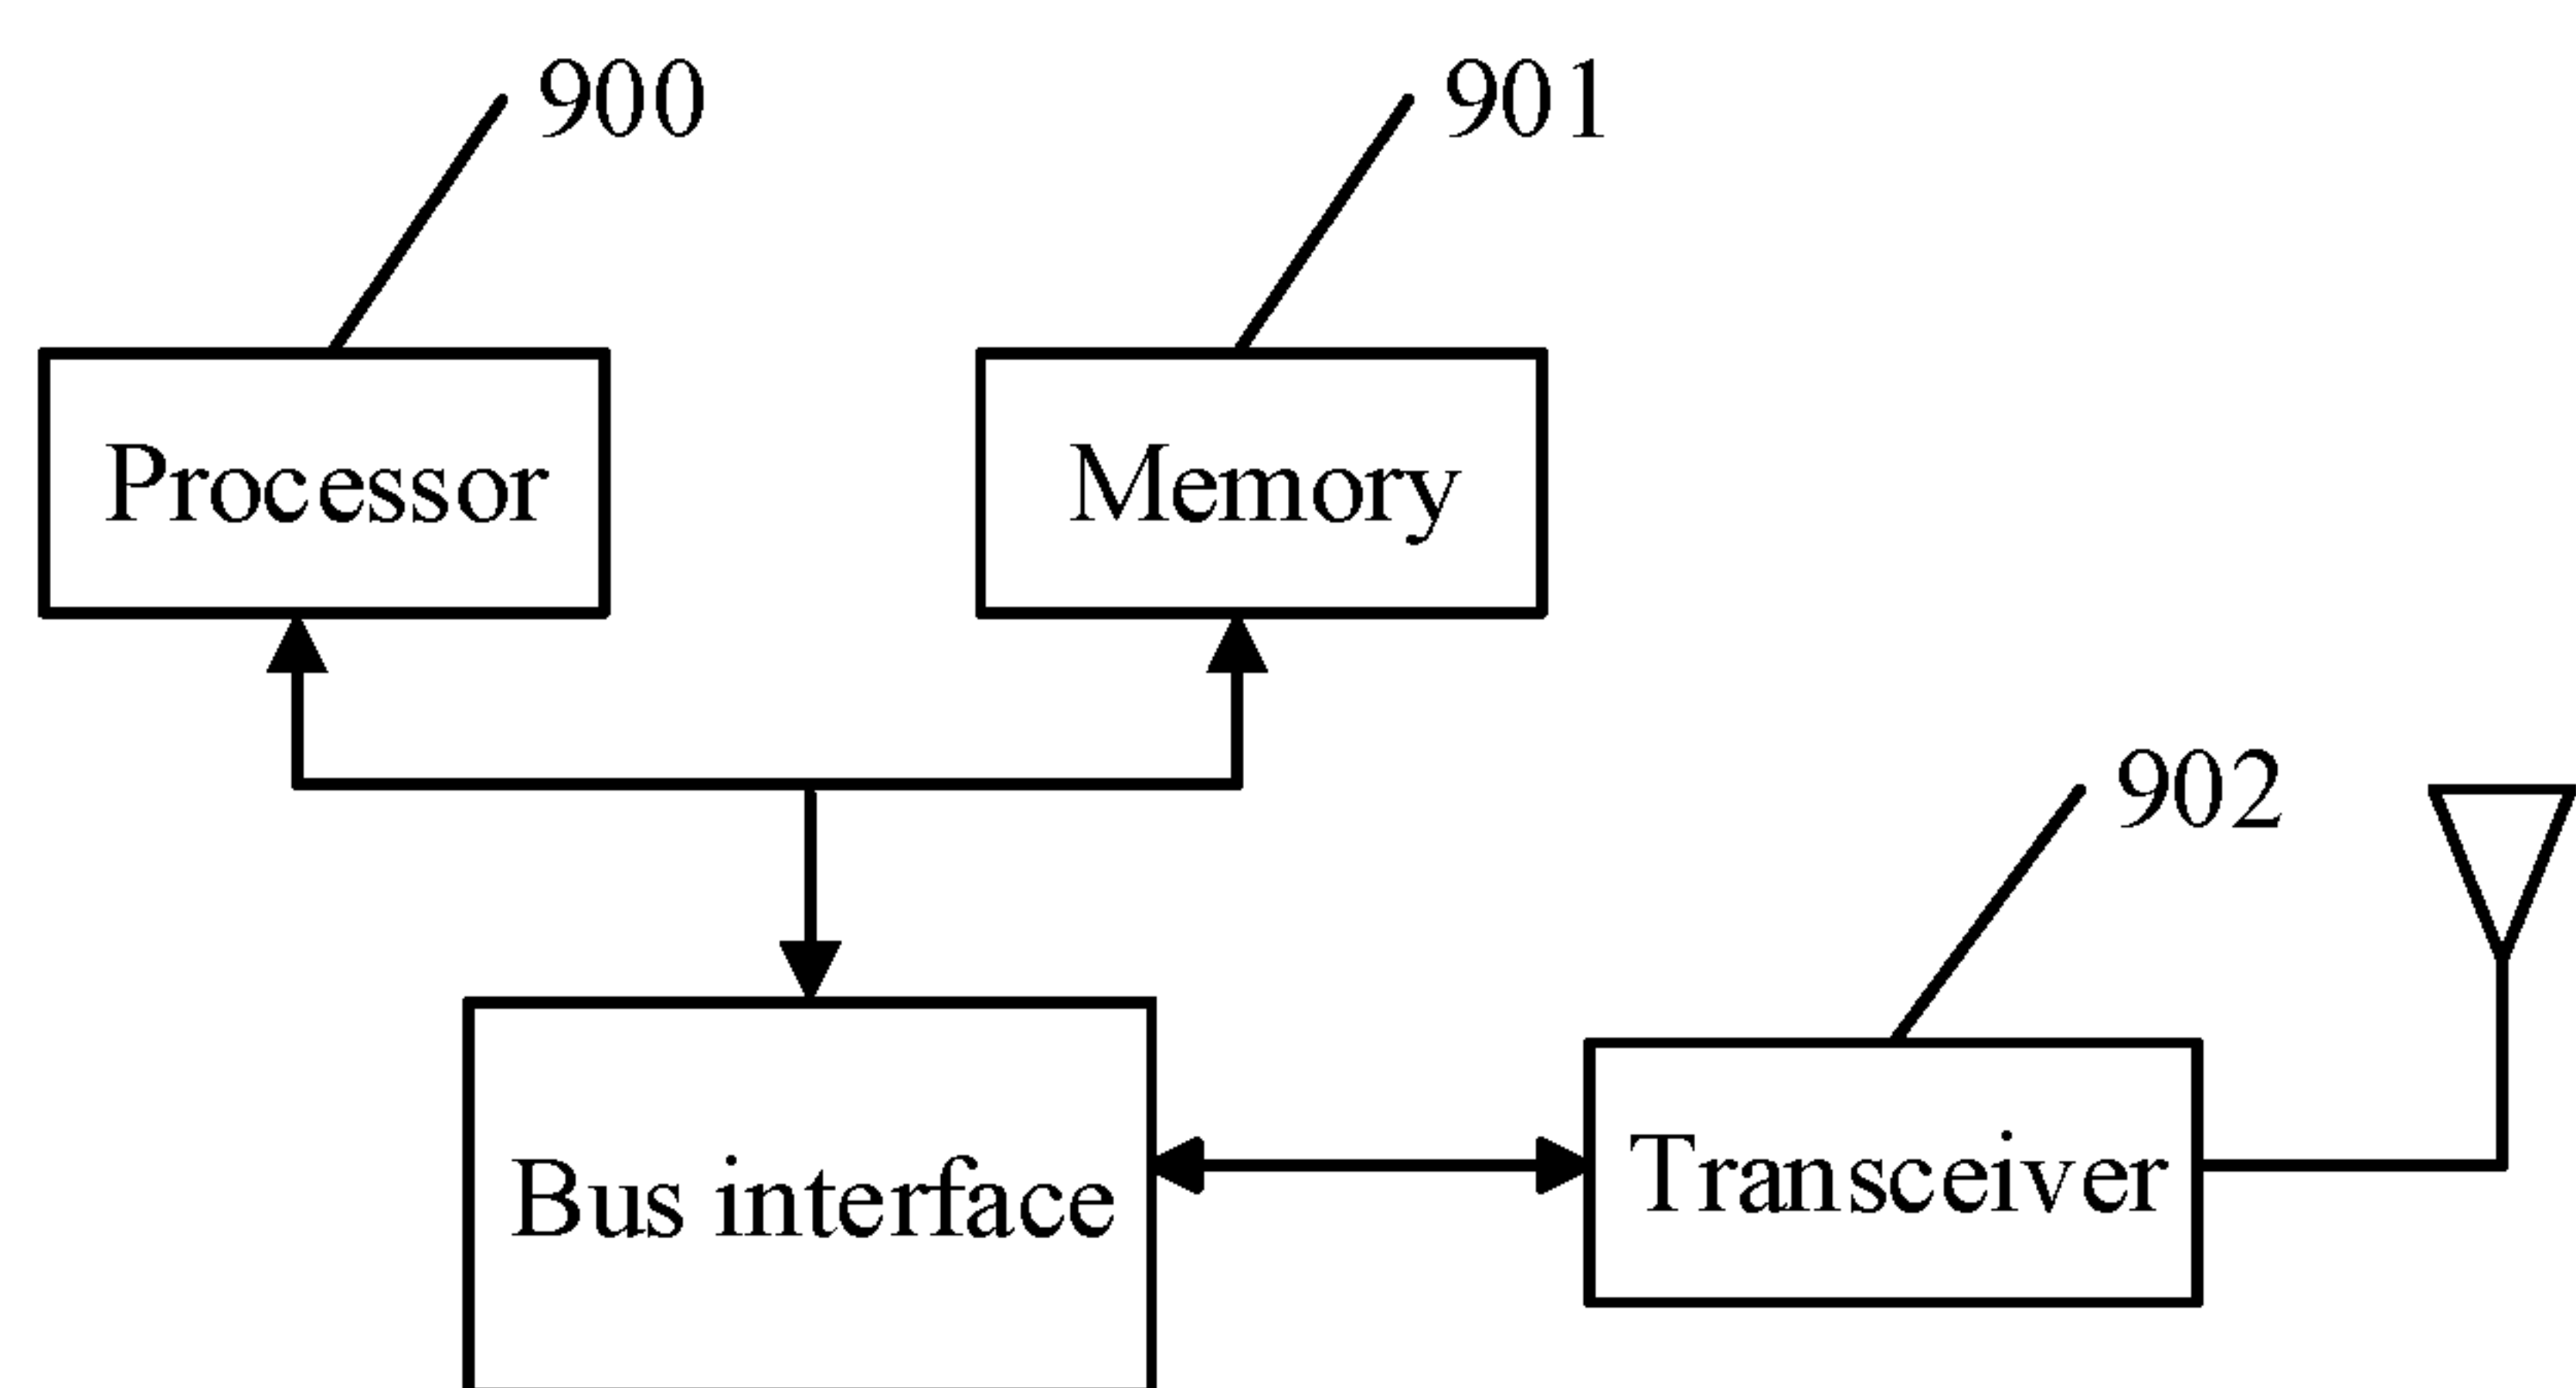 900
901
Processor
Memory
902
Bus interface
Transceiver